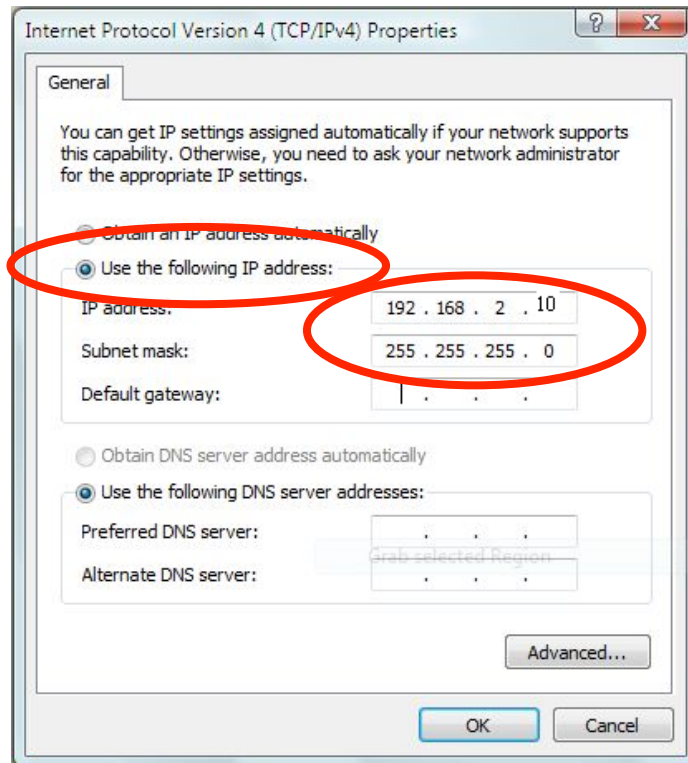 Internet Protocol Version 4 (TCP/IPv4) Properties
General
You can get IP settings assigned automatically if your network supports
this capability. Otherwise, you need to ask your network administrator
for the appropriate IP settings.
Obtain an IP address automatically
Use the following IP address:
IP address: 192 . 168 . 2 . 10
Subnet mask: 255 . 255 . 255 . 0
Default gateway: . . .
Obtain DNS server address automatically
Use the following DNS server addresses:
Preferred DNS server: . . .
Grab selected Region
Alternate DNS server: . . .
Advanced...
OK Cancel